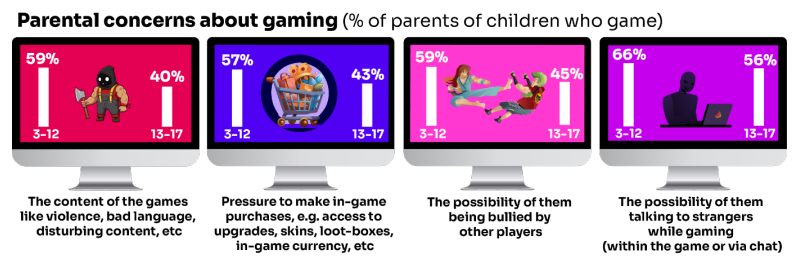 Parental concerns about gaming (% of parents of children who game)
59%
40%
3-12
13-17
57%
43%
3-12
13-17
59%
45%
3-12
13-17
66%
56%
3-12
13-17
The content of the games
like violence, bad language,
disturbing content, etc
Pressure to make in-game
purchases, e.g. access to
upgrades, skins, loot-boxes,
in-game currency, etc
The possibility of them
being bullied by
other players
The possibility of them
talking to strangers
while gaming
(within the game or via chat)